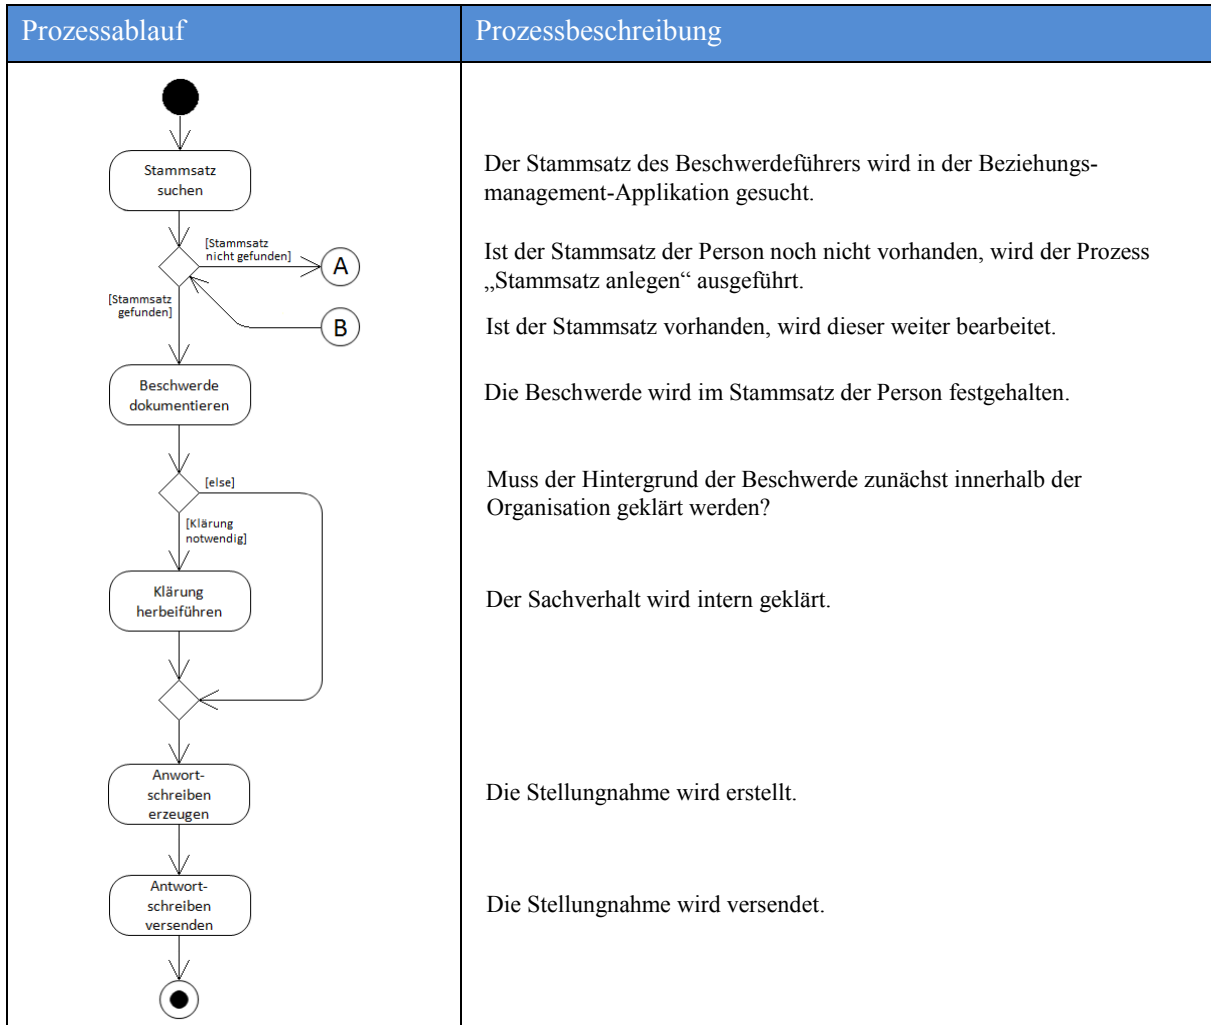 Prozessablauf
Prozessbeschreibung
Stammsatz
suchen
Der Stammsatz des Beschwerdeführers wird in der Beziehungs-
management-Applikation gesucht.
[Stammsatz
nicht gefunden]
A
Ist der Stammsatz der Person noch nicht vorhanden, wird der Prozess
„Stammsatz anlegen“ ausgeführt.
[Stammsatz
gefunden]
B
Ist der Stammsatz vorhanden, wird dieser weiter bearbeitet.
Beschwerde
dokumentieren
Die Beschwerde wird im Stammsatz der Person festgehalten.
[else]
[Klärung
notwendig]
Muss der Hintergrund der Beschwerde zunächst innerhalb der
Organisation geklärt werden?
Klärung
herbeiführen
Der Sachverhalt wird intern geklärt.
Anwort-
schreiben
erzeugen
Die Stellungnahme wird erstellt.
Antwort-
schreiben
versenden
Die Stellungnahme wird versendet.